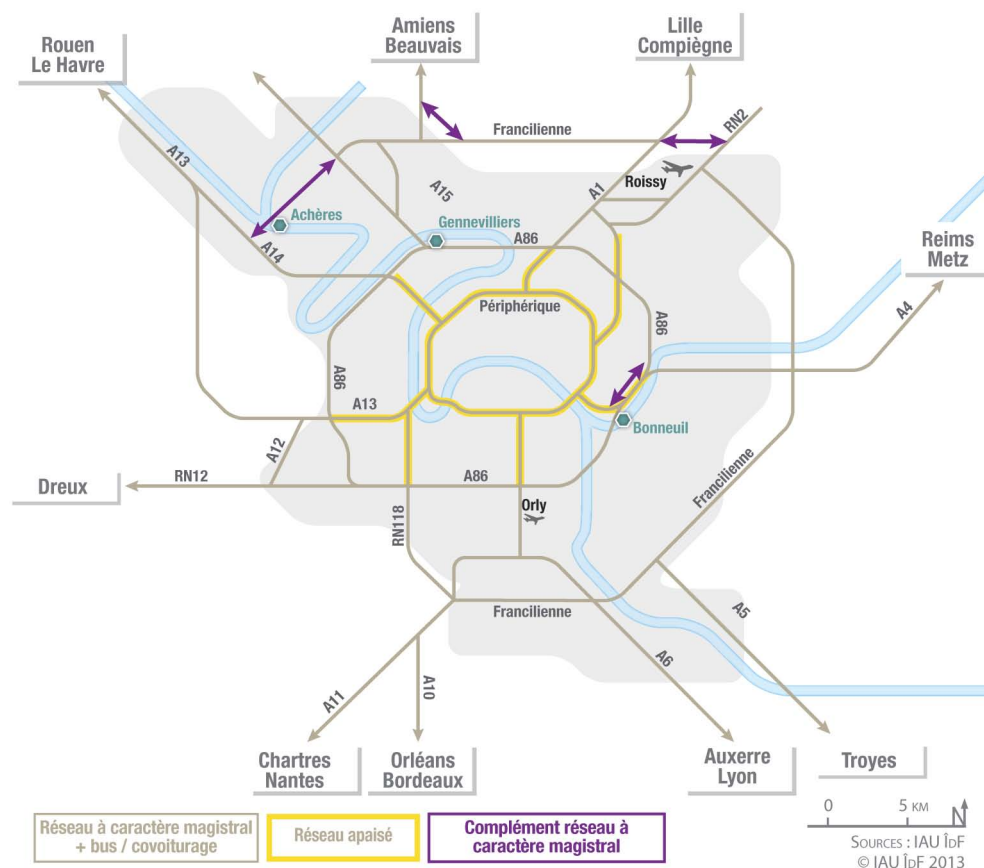 Amiens
Beauvais
Lille
Compiègne
Rouen
Le Havre
Francilienne
RN2
A13
A15
A1
Roissy
Achères
Gennevilliers
A86
A14
Reims
Metz
Périphérique
A86
A4
A86
A13
Bonneuil
A12
Francilienne
Dreux
RN12
A86
Orly
RN118
Francilienne
A5
A6
A11
A10
Chartres
Nantes
Orléans
Bordeaux
Auxerre
Lyon
Troyes
Réseau à caractère magistral
+ bus / covoiturage
Réseau apaisé
Complément réseau à
caractère magistral
0 5 KM
N
SOURCES : IAU ÎDF
© IAU ÎDF 2013